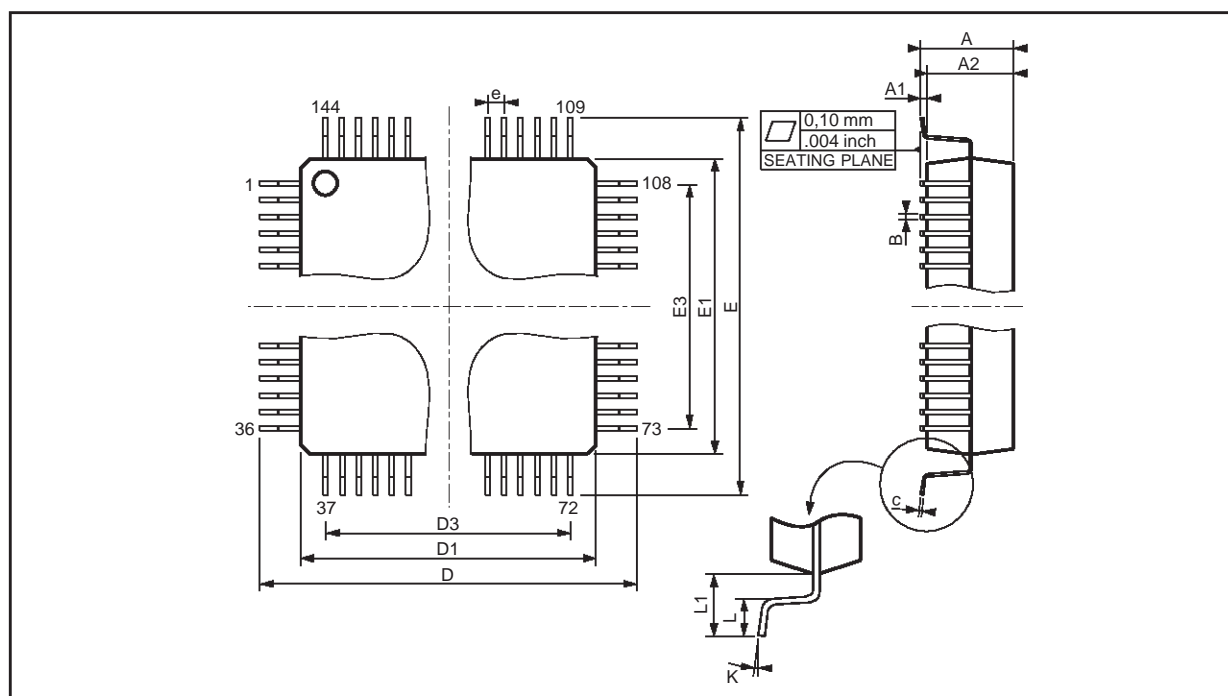 A
A2
A1
144
e
109
0,10 mm
.004 inch
SEATING PLANE
1
108
B
E3
E1
E
36
73
37
72
c
D3
D1
D
L1
L
K